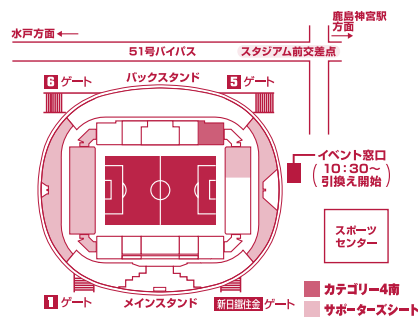 鹿島神宮駅
方面
水戸方面
51号バイパス
スタジアム前交差点
6 ゲート
バックスタンド
5 ゲート
イベント窓口
(10:30〜
引換え開始)
スポーツ
センター
1 ゲート
メインスタンド
新日鐵住金 ゲート
カテゴリー4南
サポーターズシート